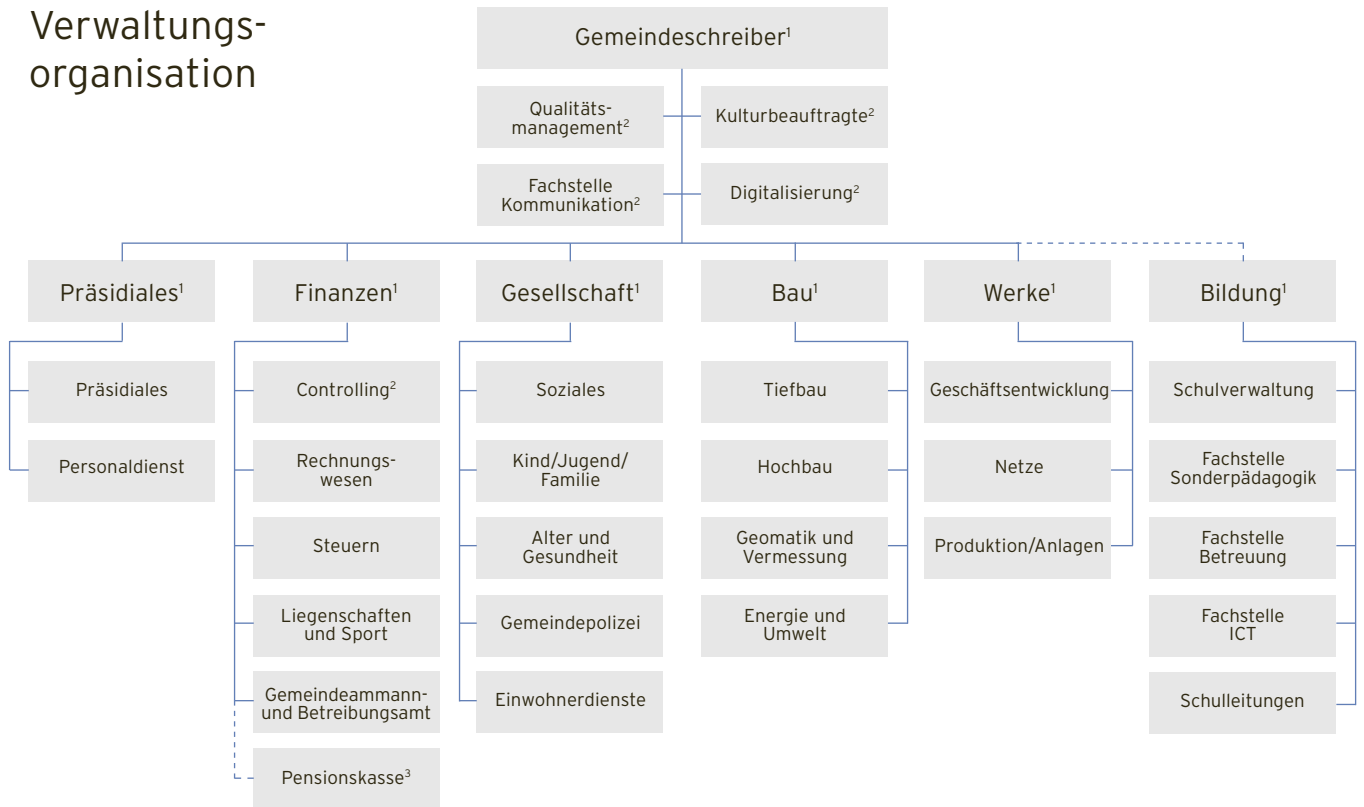 Verwaltungs-
organisation
Gemeindeschreiber¹
Qualitäts-
management²
Kulturbeauftragte²
Fachstelle
Kommunikation²
Digitalisierung²
Präsidiales¹
Finanzen¹
Gesellschaft¹
Bau¹
Werke¹
Bildung¹
Präsidiales
Personaldienst
Controlling²
Rechnungs-
wesen
Steuern
Liegenschaften
und Sport
Gemeindeammann-
und Betreibungsamt
Pensionskasse³
Soziales
Kind/Jugend/
Familie
Alter und
Gesundheit
Gemeindepolizei
Einwohnerdienste
Tiefbau
Hochbau
Geomatik und
Vermessung
Energie und
Umwelt
Geschäftsentwicklung
Netze
Produktion/Anlagen
Schulverwaltung
Fachstelle
Sonderpädagogik
Fachstelle
Betreuung
Fachstelle
ICT
Schulleitungen